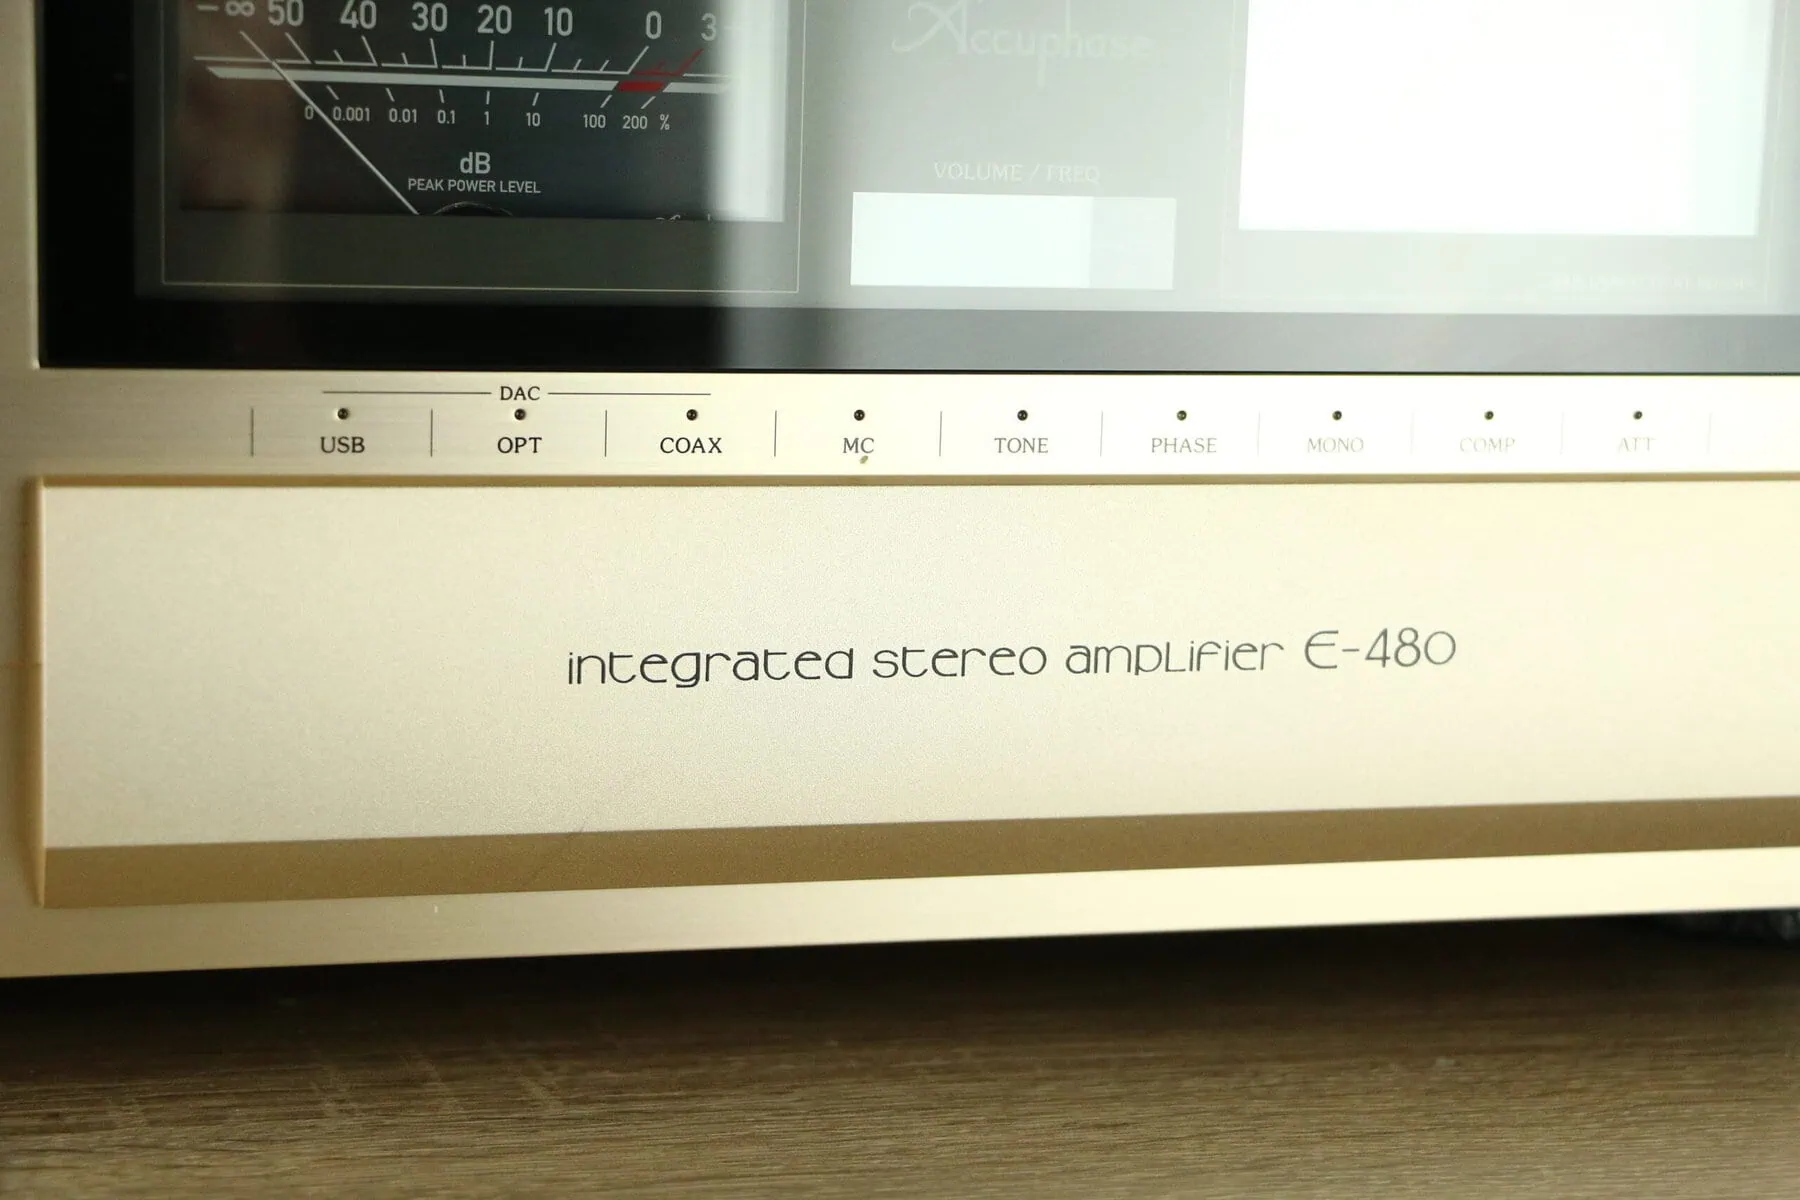 -∞ 50 40 30 20 10 0 3
0 0.001 0.01 0.1 1 10 100 200 %
dB
PEAK POWER LEVEL
Accuphase
VOLUME / FREQ
DAC
USB OPT COAX MC TONE PHASE MONO COMP ATT
integrated stereo amplifier E-480